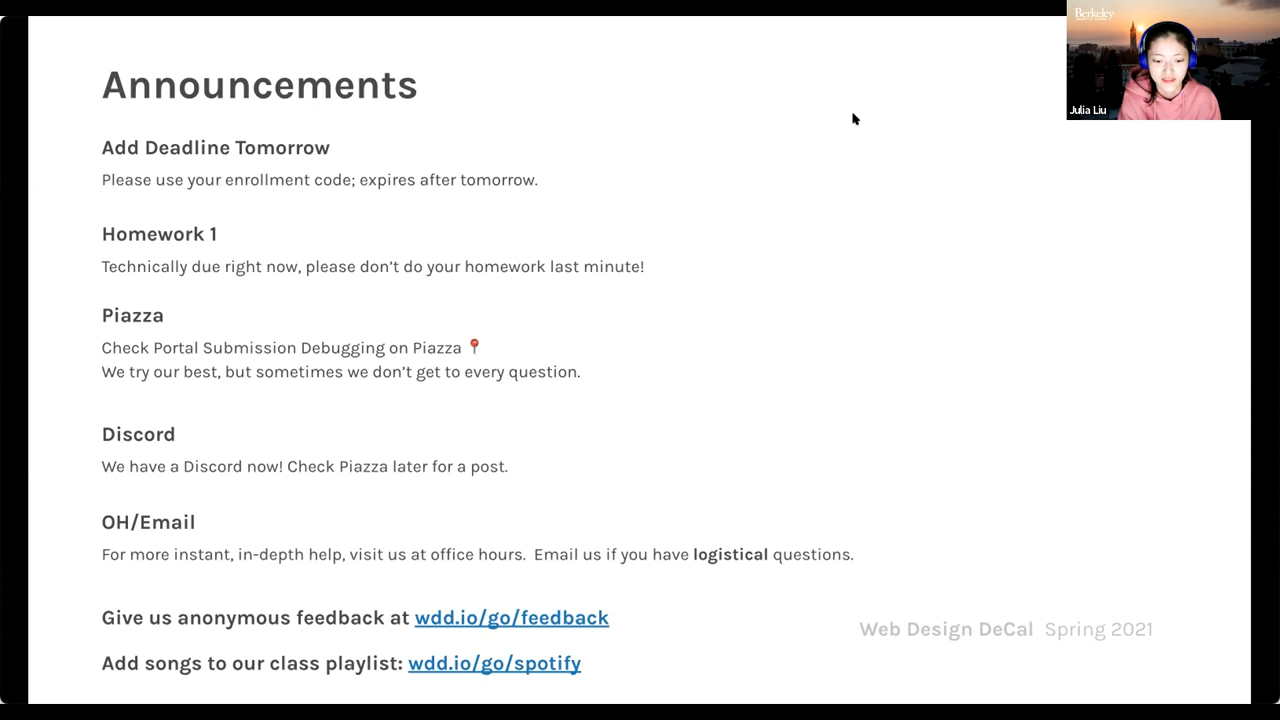 Announcements
Berkeley
Julia Liu
Add Deadline Tomorrow
Please use your enrollment code; expires after tomorrow.
Homework 1
Technically due right now, please don’t do your homework last minute!
Piazza
Check Portal Submission Debugging on Piazza 📍
We try our best, but sometimes we don’t get to every question.
Discord
We have a Discord now! Check Piazza later for a post.
OH/Email
For more instant, in-depth help, visit us at office hours.  Email us if you have logistical questions.
Give us anonymous feedback at wdd.io/go/feedback
Web Design DeCal  Spring 2021
Add songs to our class playlist: wdd.io/go/spotify